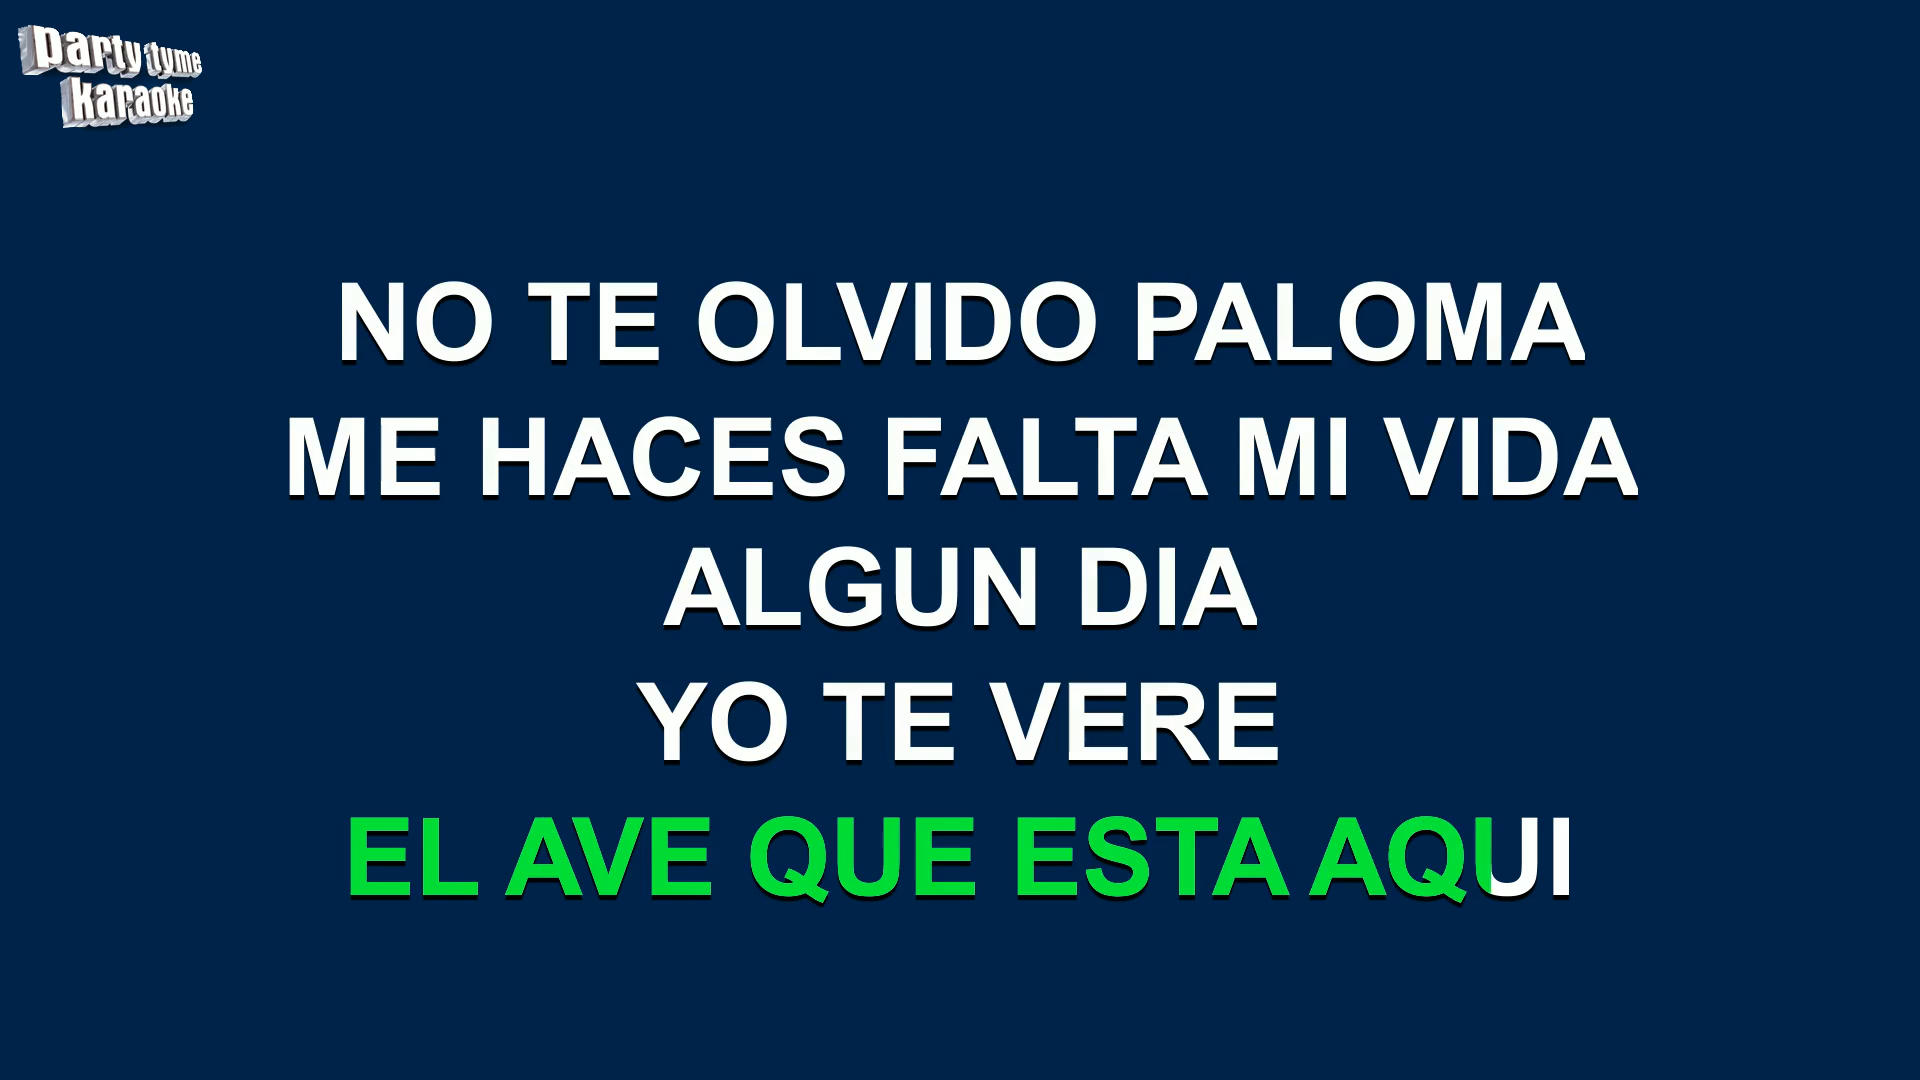 party tyme
karaoke
NO TE OLVIDO PALOMA
ME HACES FALTA MI VIDA
ALGUN DIA
YO TE VERE
EL AVE QUE ESTA AQUI